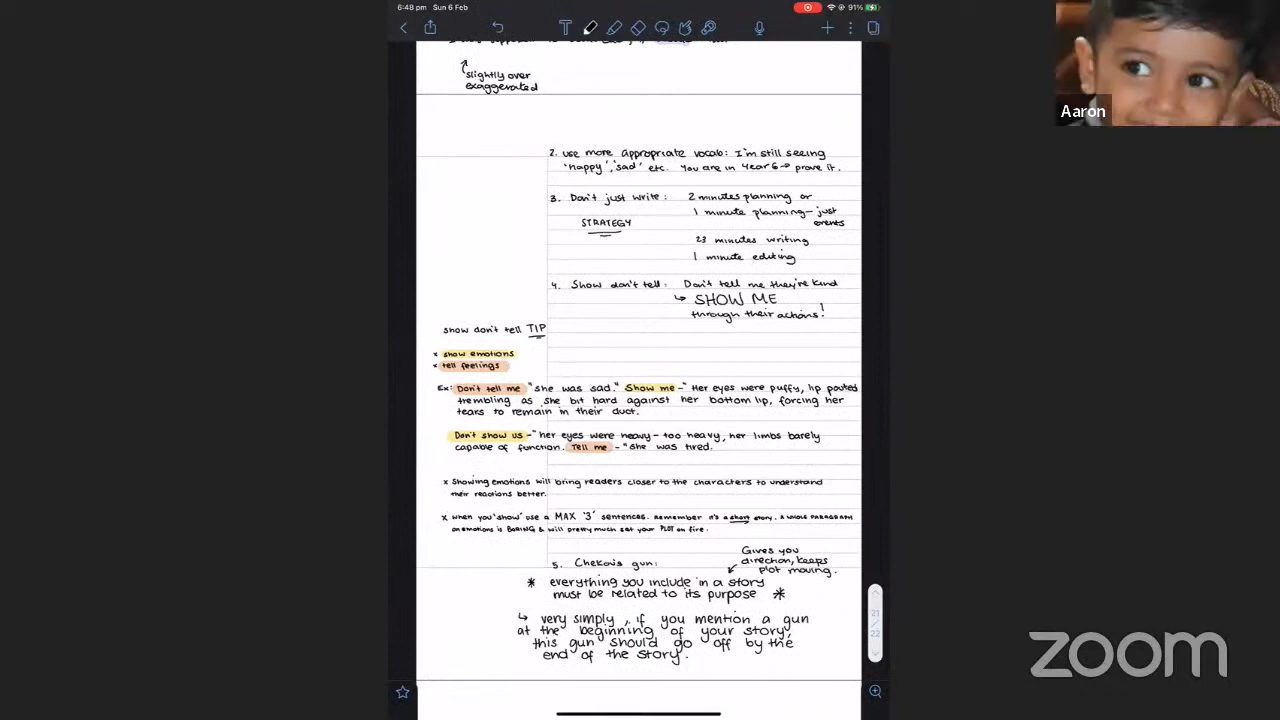 6:48 pm Sun 6 Feb
91%
slightly over
exaggerated
Aaron
2. use more appropriate vocab: I'm still seeing
'happy', 'sad' etc. You are in Year 6 → prove it.
3. Don't just write: 2 minutes planning or
1 minute planning - just
events
STRATEGY
23 minutes writing
1 minute editing
4. Show don't tell: Don't tell me they're kind
↳ SHOW ME
through their actions!
show don't tell TIP
x show emotions
x tell feelings
Ex: Don't tell me "she was sad." Show me - "Her eyes were puffy, lip pouted
trembling as she bit hard against her bottom lip, forcing her
tears to remain in their duct.
Don't show us - "her eyes were heavy - too heavy, her limbs barely
capable of function. Tell me - "she was tired.
x Showing emotions will bring readers closer to the characters to understand
their reactions better.
x when you 'show' use a MAX '3' sentences. Remember it's a short story. A whole paragraph
on emotions is BORING & will pretty much set your PLOT on fire.
5. Chekov's gun:
Gives you
direction, keeps
plot moving.
* everything you include in a story
must be related to its purpose *
↳ very simply, if you mention a gun
at the beginning of your story,
this gun should go off by the
end of the story.
21
/
22
zoom